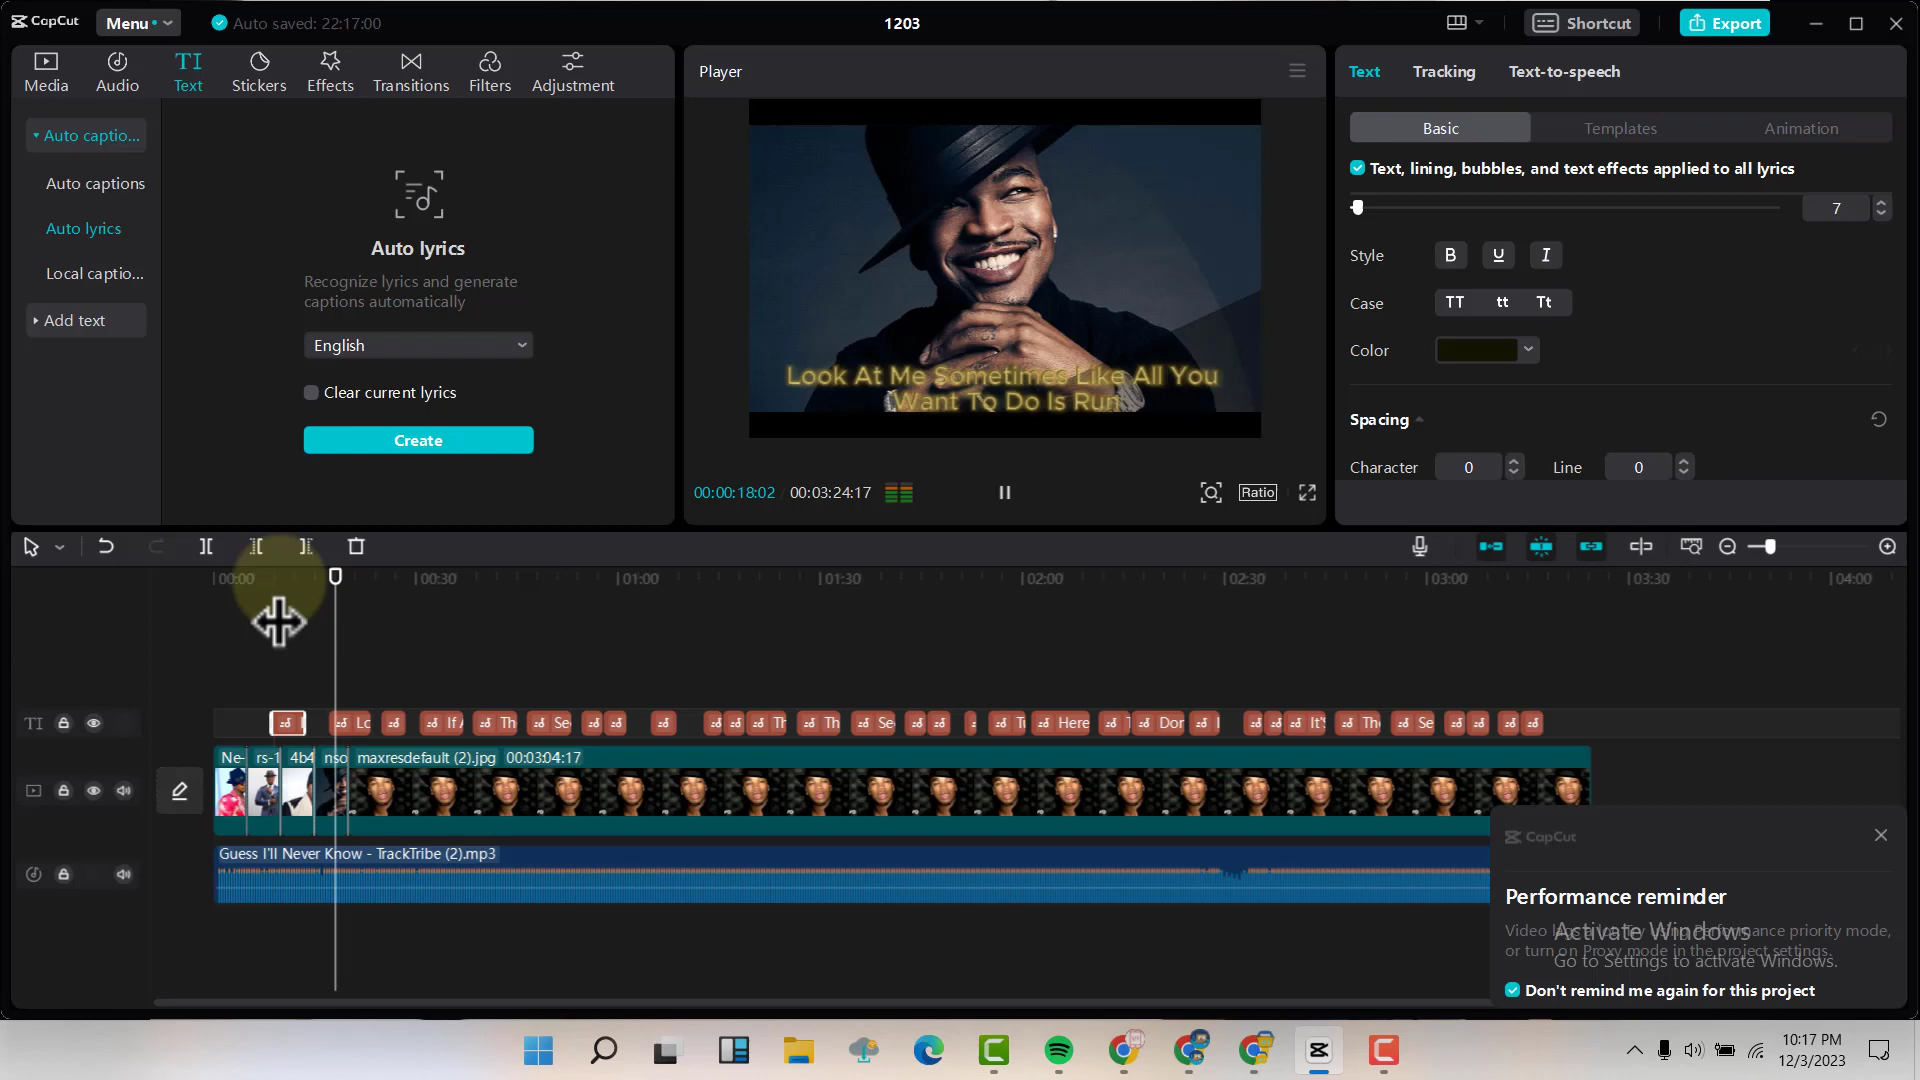 CapCut
Menu
Auto saved: 22:17:00
1203
Shortcut
Export
Media
Audio
TI
Text
Stickers
Effects
Transitions
Filters
Adjustment
Player
Text
Tracking
Text-to-speech
Auto captio...
Auto captions
Auto lyrics
Local captio...
Add text
Auto lyrics
Recognize lyrics and generate
captions automatically
English
Clear current lyrics
Create
Look At Me Sometimes Like All You
Want To Do Is Run
00:00:18:02 / 00:03:24:17
Ratio
Basic
Templates
Animation
Text, lining, bubbles, and text effects applied to all lyrics
7
Style
B
U
I
Case
TT
tt
Tt
Color
Spacing
Character
0
Line
0
00:00
00:30
01:00
01:30
02:00
02:30
03:00
03:30
04:00
TI
I
Lc
If
Th
Se
Th
Th
Se
Here
Dor
I
It's
The
Se
Ne-
rs-1
4b4
nso
maxresdefault (2).jpg
00:03:04:17
Guess I'll Never Know - TrackTribe (2).mp3
CapCut
Performance reminder
Video lags a lot. Try using Performance priority mode,
or turn on Proxy mode in the project settings.
Activate Windows
Go to Settings to activate Windows.
Don't remind me again for this project
10:17 PM
12/3/2023